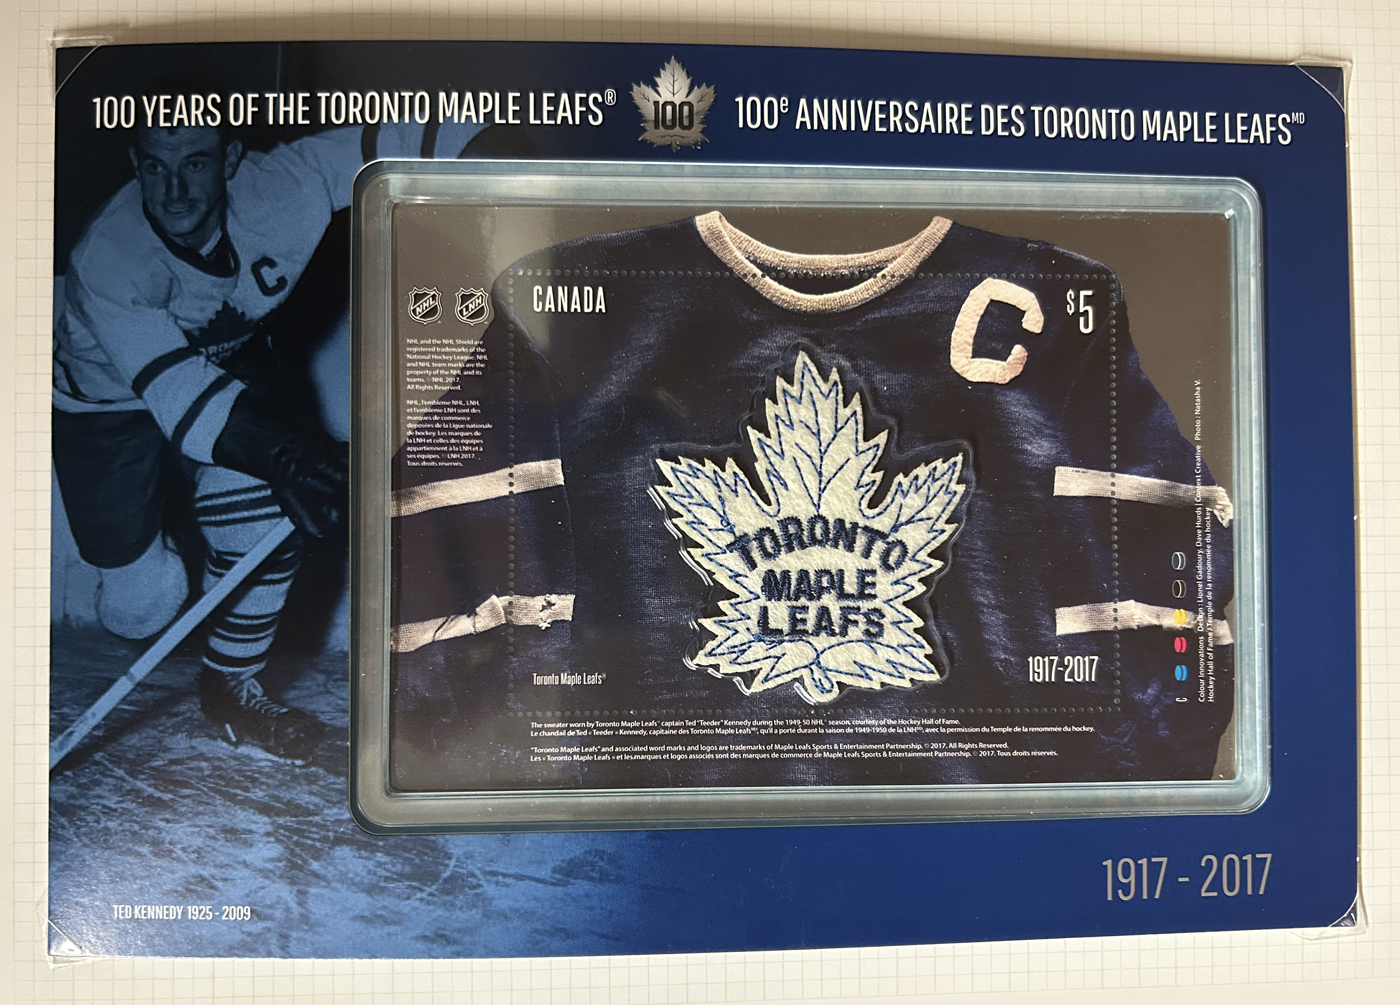 100 YEARS OF THE TORONTO MAPLE LEAFS®
100
100e ANNIVERSAIRE DES TORONTO MAPLE LEAFSMD
C
NHL
LNH
CANADA
C
$5
NHL and the NHL Shield are
registered trademarks of the
National Hockey League. NHL
and NHL team marks are the
property of the NHL and its
teams. © NHL 2017.
All Rights Reserved.
NHL, l'emblème NHL, LNH,
et l'emblème LNH sont des
marques de commerce
déposées de la Ligue nationale
de hockey. Les marques de
la LNH et celles des équipes
appartiennent à la LNH et à
ses équipes. © LNH 2017.
Tous droits réservés.
TORONTO
MAPLE
LEAFS
Toronto Maple Leafs
1917-2017
C
Colour Innovations Design : Lionel Gadoury, Dave Hurds | Context Creative Photo : Natasha V.
Hockey Hall of Fame / Temple de la renommée du hockey
The sweater worn by Toronto Maple Leafs® captain Ted "Teeder" Kennedy during the 1949-50 NHL® season, courtesy of the Hockey Hall of Fame.
Le chandail de Ted « Teeder » Kennedy, capitaine des Toronto Maple LeafsMD, qu'il a porté durant la saison de 1949-1950 de la LNHMD, avec la permission du Temple de la renommée du hockey.
"Toronto Maple Leafs" and associated word marks and logos are trademarks of Maple Leafs Sports & Entertainment Partnership. © 2017. All Rights Reserved.
Les « Toronto Maple Leafs » et les marques et logos associés sont des marques de commerce de Maple Leafs Sports & Entertainment Partnership. © 2017. Tous droits réservés.
1917 - 2017
TED KENNEDY 1925 - 2009